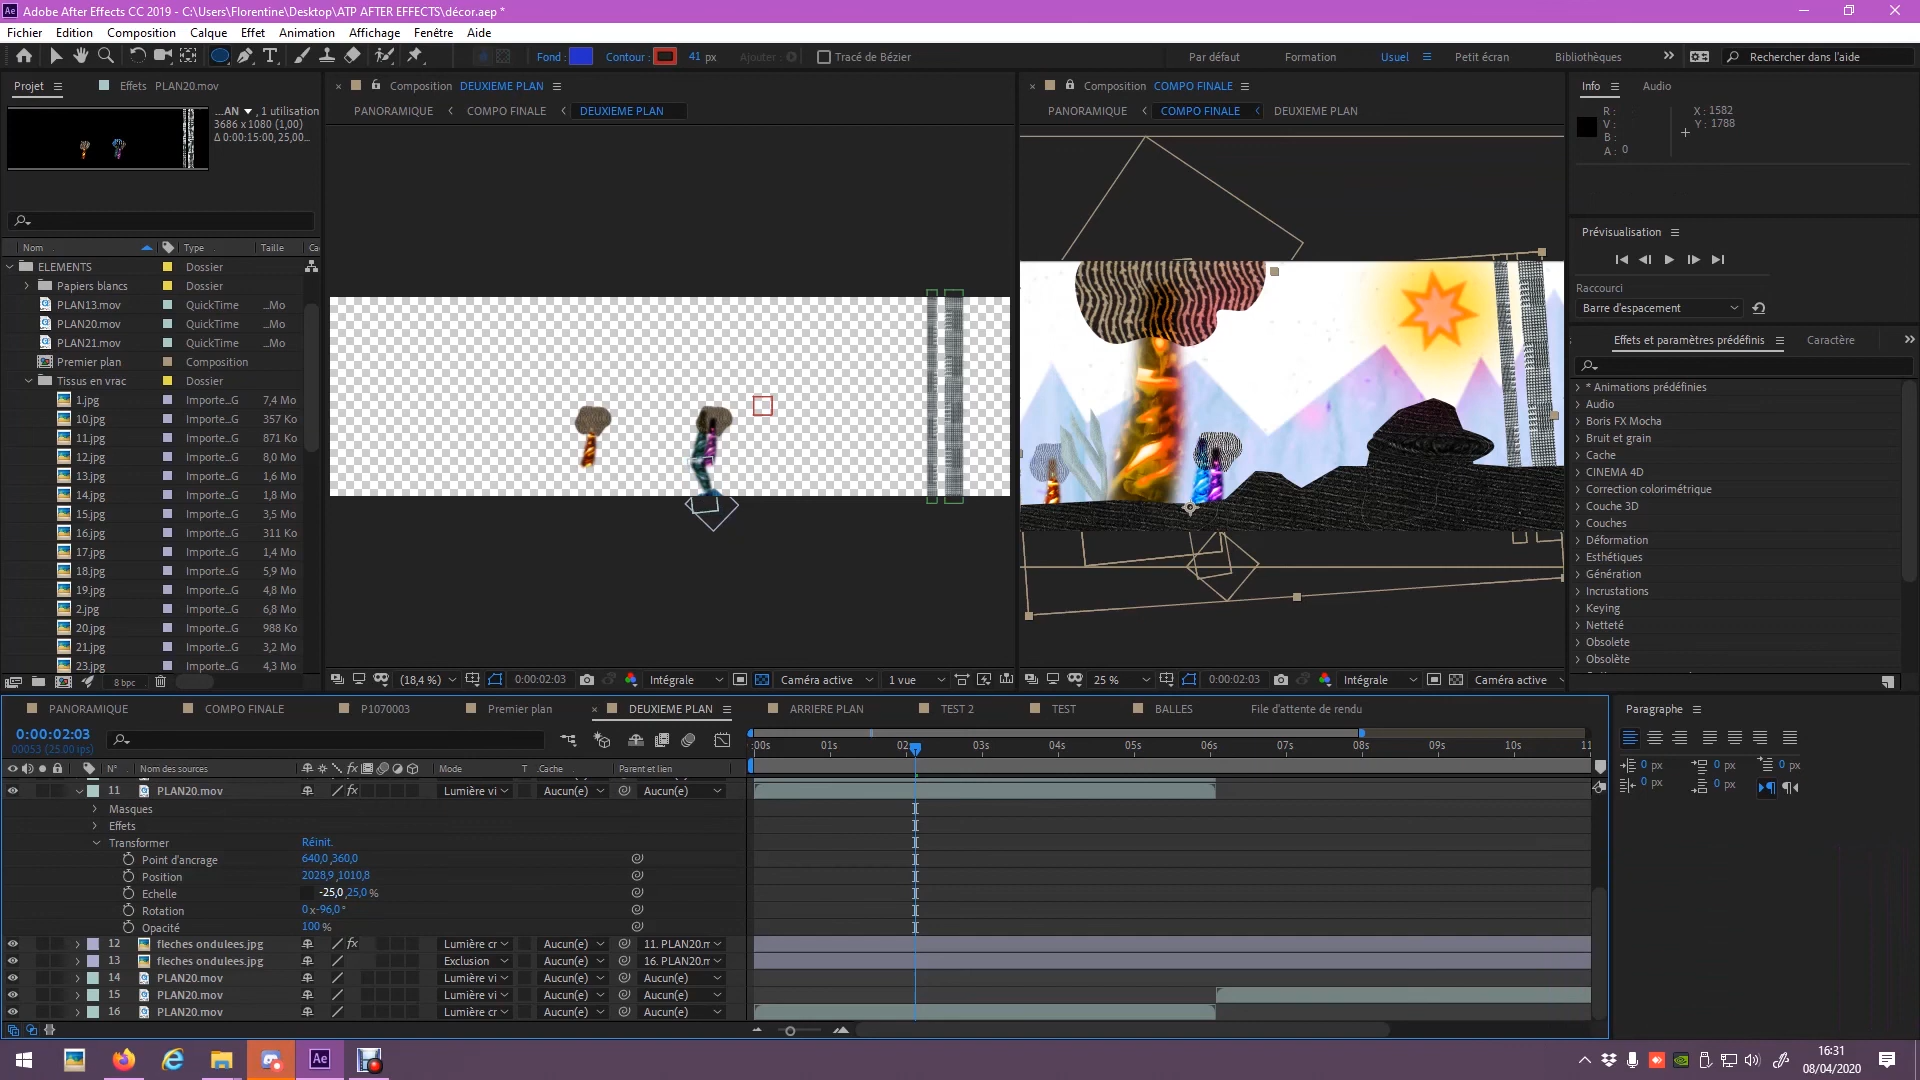 Adobe After Effects CC 2019 - C:\Users\Florentine\Desktop\ATP AFTER EFFECTS\décor.aep *
Fichier Edition Composition Calque Effet Animation Affichage Fenêtre Aide
Fond : Contour : 41 px Ajouter : Tracé de Bézier Par défaut Formation Usuel Petit écran Bibliothèques Rechercher dans l'aide
Projet Effets PLAN20.mov
...AN , 1 utilisation
3686 x 1080 (1,00)
Δ 0:00:15:00, 25,00...
Nom Type Taille Ca
ELEMENTS Dossier
Papiers blancs Dossier
PLAN13.mov QuickTime ...Mo
PLAN20.mov QuickTime ...Mo
PLAN21.mov QuickTime ...Mo
Premier plan Composition
Tissus en vrac Dossier
1.jpg Importe...G 7,4 Mo
10.jpg Importe...G 357 Ko
11.jpg Importe...G 871 Ko
12.jpg Importe...G 8,0 Mo
13.jpg Importe...G 1,6 Mo
14.jpg Importe...G 1,8 Mo
15.jpg Importe...G 3,5 Mo
16.jpg Importe...G 311 Ko
17.jpg Importe...G 1,4 Mo
18.jpg Importe...G 5,9 Mo
19.jpg Importe...G 4,8 Mo
2.jpg Importe...G 6,8 Mo
20.jpg Importe...G 988 Ko
21.jpg Importe...G 3,2 Mo
23.jpg Importe...G 4,3 Mo
8 bpc
Composition DEUXIEME PLAN
PANORAMIQUE COMPO FINALE DEUXIEME PLAN
(18,4 %) 0:00:02:03 Intégrale Caméra active 1 vue
Composition COMPO FINALE
PANORAMIQUE COMPO FINALE DEUXIEME PLAN
25 % 0:00:02:03 Intégrale Caméra active
Info Audio
R :
V :
B :
A : 0
X : 1582
Y : 1788
Prévisualisation
Raccourci
Barre d'espacement
Effets et paramètres prédéfinis Caractère
* Animations prédéfinies
Audio
Boris FX Mocha
Bruit et grain
Cache
CINEMA 4D
Correction colorimétrique
Couche 3D
Couches
Déformation
Esthétiques
Génération
Incrustations
Keying
Netteté
Obsolete
Obsolète
PANORAMIQUE COMPO FINALE P1070003 Premier plan DEUXIEME PLAN ARRIERE PLAN TEST 2 TEST BALLES File d'attente de rendu
0:00:02:03
00053 (25.00 ips)
:00s 01s 02 03s 04s 05s 06s 07s 08s 09s 10s 11
N° Nom des sources Mode T .Cache Parent et lien
11 PLAN20.mov Lumière vi Aucun(e) Aucun(e)
Masques
Effets
Transformer Réinit.
Point d'ancrage 640,0,360,0
Position 2028,9,1010,8
Echelle -25,0,25,0 %
Rotation 0 x-96,0 °
Opacité 100 %
12 fleches ondulees.jpg Lumière cr Aucun(e) 11. PLAN20.m
13 fleches ondulees.jpg Exclusion Aucun(e) 16. PLAN20.m
14 PLAN20.mov Lumière vi Aucun(e) Aucun(e)
15 PLAN20.mov Lumière vi Aucun(e) Aucun(e)
16 PLAN20.mov Lumière cr Aucun(e) Aucun(e)
Paragraphe
0 px 0 px 0 px
0 px 0 px
16:31
08/04/2020